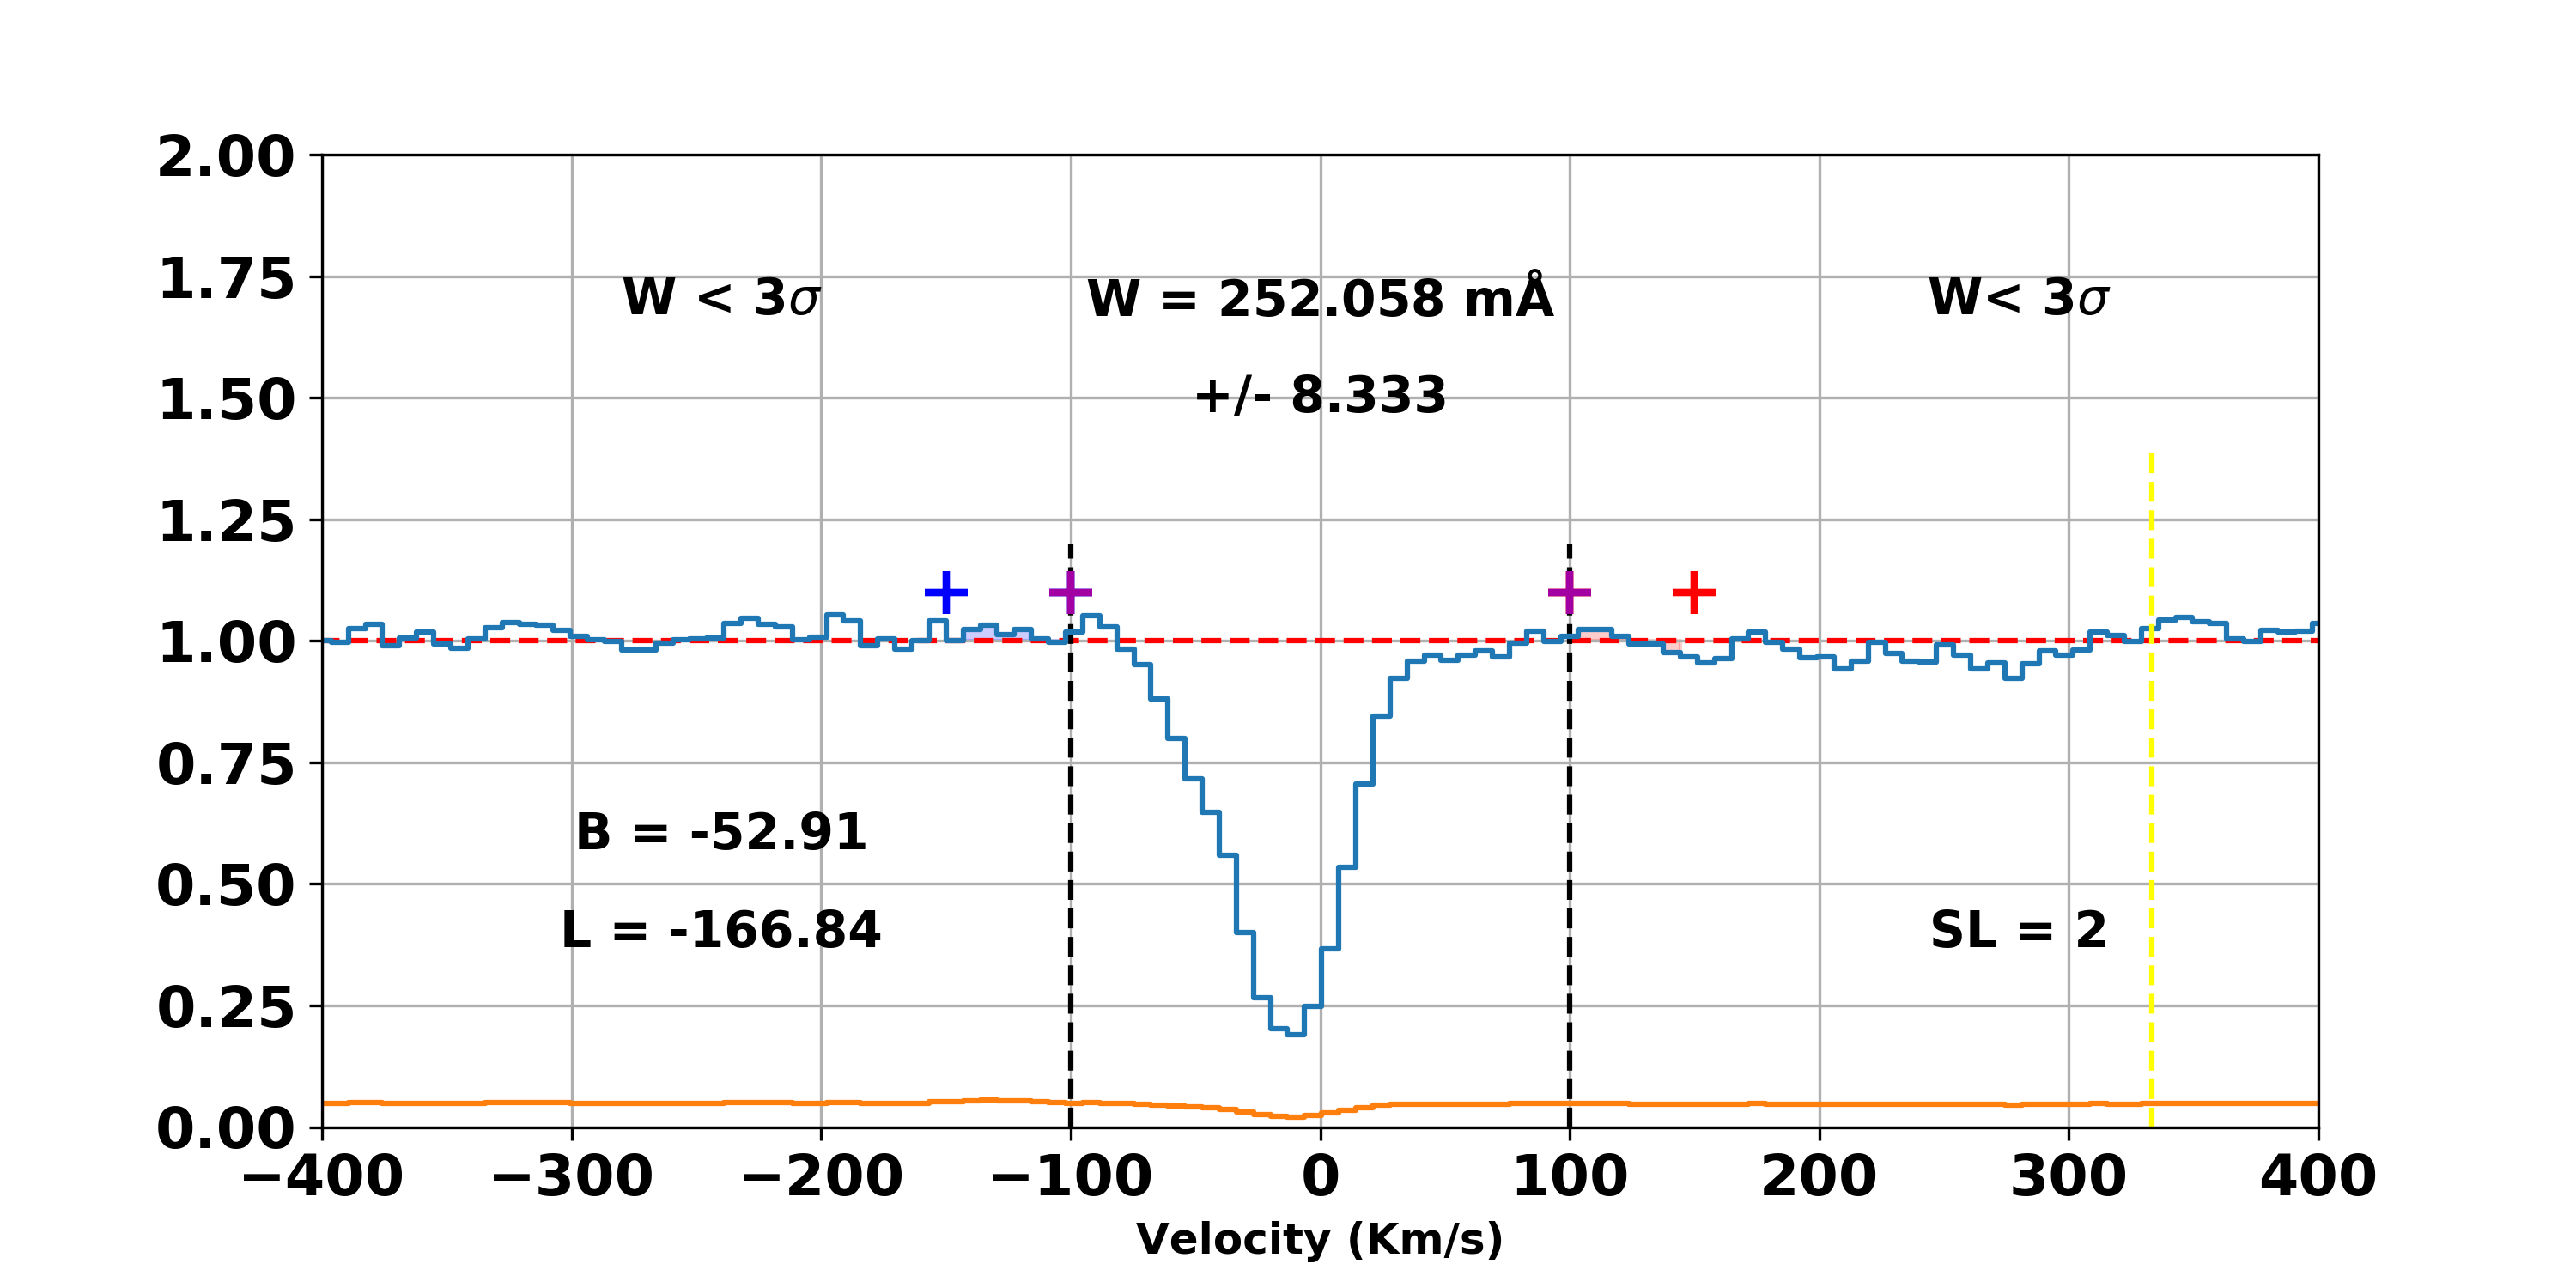 2.00
1.75
W < 3σ W = 252.058 mÅ W< 3σ
1.50
+/- 8.333
1.25
1.00
0.75
B = -52.91
0.50
L = -166.84 SL = 2
0.25
0.00
−400 −300 −200 −100 0 100 200 300 400
Velocity (Km/s)